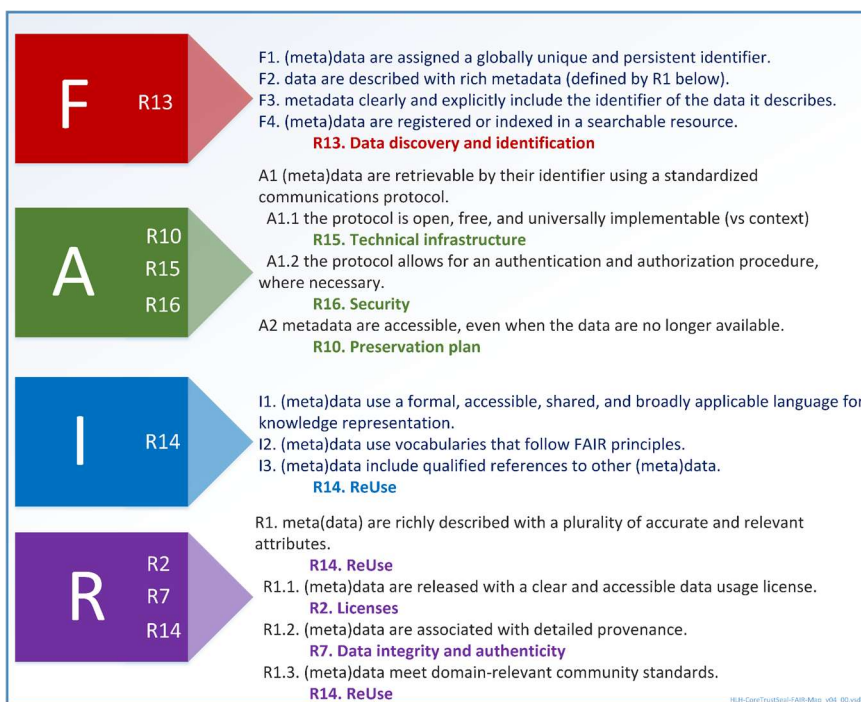 F
R13
F1. (meta)data are assigned a globally unique and persistent identifier.
F2. data are described with rich metadata (defined by R1 below).
F3. metadata clearly and explicitly include the identifier of the data it describes.
F4. (meta)data are registered or indexed in a searchable resource.
R13. Data discovery and identification
A
R10
R15
R16
A1 (meta)data are retrievable by their identifier using a standardized
communications protocol.
A1.1 the protocol is open, free, and universally implementable (vs context)
R15. Technical infrastructure
A1.2 the protocol allows for an authentication and authorization procedure,
where necessary.
R16. Security
A2 metadata are accessible, even when the data are no longer available.
R10. Preservation plan
I
R14
I1. (meta)data use a formal, accessible, shared, and broadly applicable language for
knowledge representation.
I2. (meta)data use vocabularies that follow FAIR principles.
I3. (meta)data include qualified references to other (meta)data.
R14. ReUse
R
R2
R7
R14
R1. meta(data) are richly described with a plurality of accurate and relevant
attributes.
R14. ReUse
R1.1. (meta)data are released with a clear and accessible data usage license.
R2. Licenses
R1.2. (meta)data are associated with detailed provenance.
R7. Data integrity and authenticity
R1.3. (meta)data meet domain-relevant community standards.
R14. ReUse